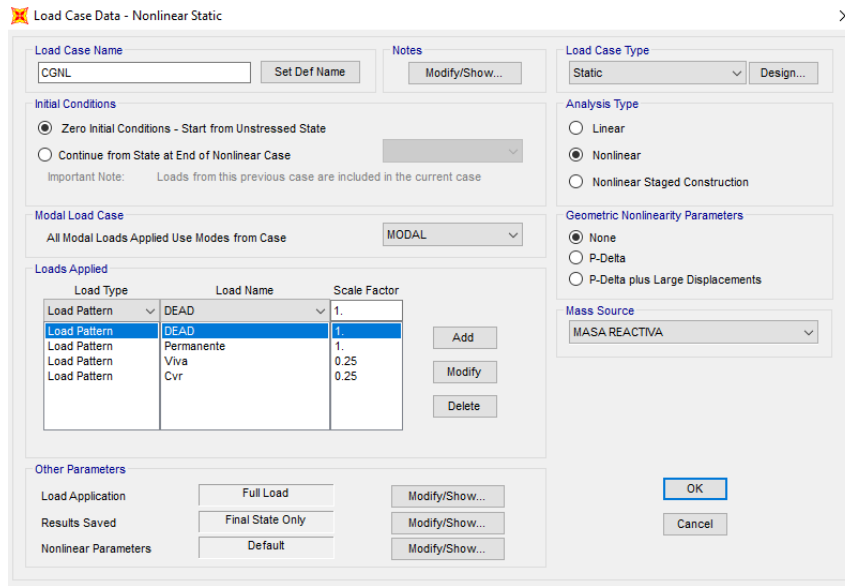 Load Case Data - Nonlinear Static
Load Case Name
CGNL
Set Def Name
Notes
Modify/Show...
Load Case Type
Static
Design...
Initial Conditions
Zero Initial Conditions - Start from Unstressed State
Continue from State at End of Nonlinear Case
Important Note: Loads from this previous case are included in the current case
Analysis Type
Linear
Nonlinear
Nonlinear Staged Construction
Modal Load Case
All Modal Loads Applied Use Modes from Case
MODAL
Geometric Nonlinearity Parameters
None
P-Delta
P-Delta plus Large Displacements
Loads Applied
Load Type Load Name Scale Factor
Load Pattern DEAD 1.
Load Pattern DEAD 1.
Load Pattern Permanente 1.
Load Pattern Viva 0.25
Load Pattern Cvr 0.25
Add
Modify
Delete
Mass Source
MASA REACTIVA
Other Parameters
Load Application Full Load Modify/Show...
Results Saved Final State Only Modify/Show...
Nonlinear Parameters Default Modify/Show...
OK
Cancel